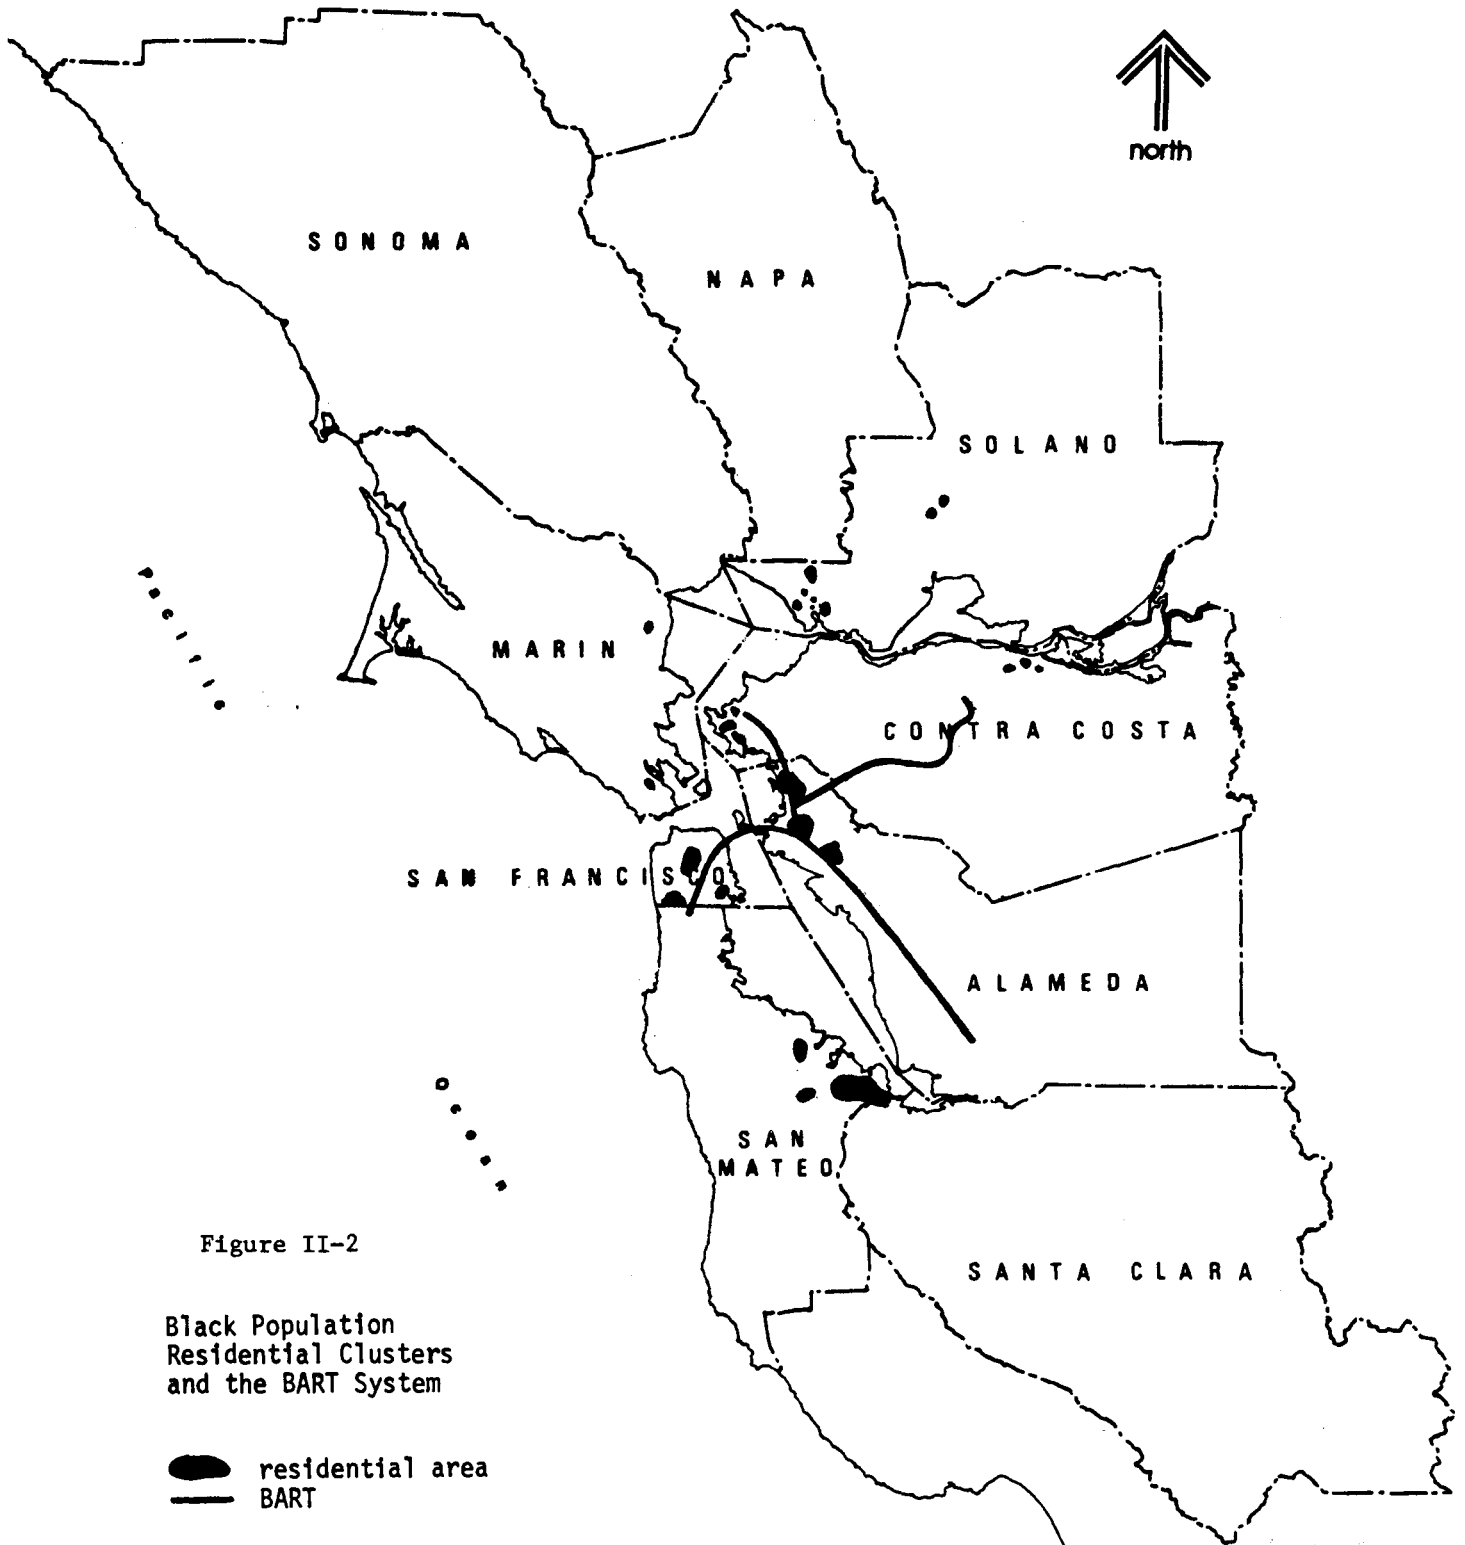 north
SONOMA
NAPA
SOLANO
Pacific
MARIN
CONTRA COSTA
SAN FRANCISCO
ALAMEDA
Ocean
SAN
MATEO
SANTA CLARA
Figure II-2
Black Population
Residential Clusters
and the BART System
residential area
BART